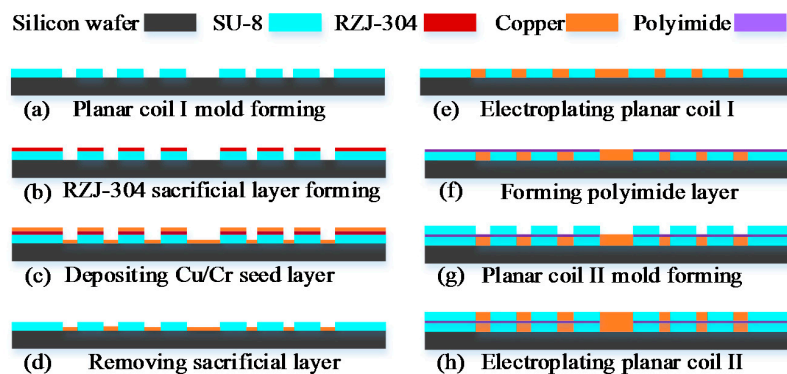 Silicon wafer SU-8 RZJ-304 Copper Polyimide
(a) Planar coil I mold forming
(b) RZJ-304 sacrificial layer forming
(c) Depositing Cu/Cr seed layer
(d) Removing sacrificial layer
(e) Electroplating planar coil I
(f) Forming polyimide layer
(g) Planar coil II mold forming
(h) Electroplating planar coil II